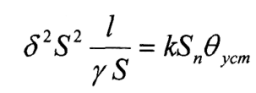 δ²S² l/γS = kSₙθ_уст